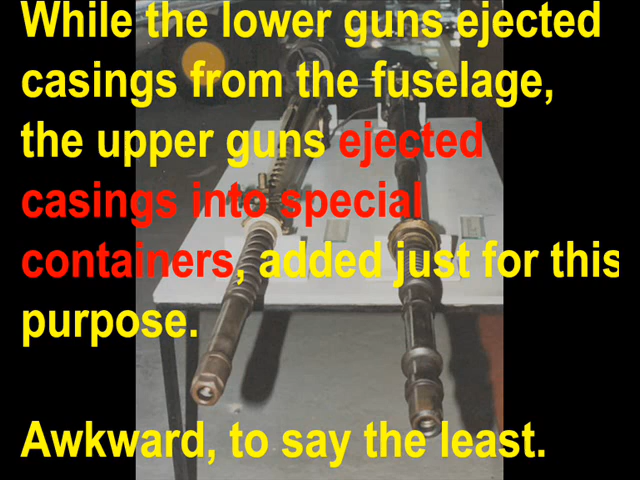 While the lower guns ejected
casings from the fuselage,
the upper guns ejected
casings into special
containers, added just for this
purpose.
Awkward, to say the least.